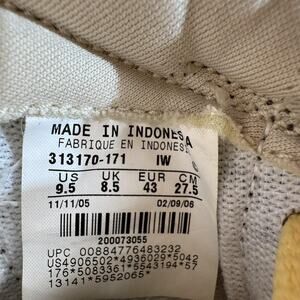 MADE IN INDONESIA
FABRIQUE EN INDONES
313170-171 IW
US UK EUR CM
9.5 8.5 43 27.5
11/11/05 02/09/06
200073055
UPC 00884776483232
US4906502*4936029*5042
176*5083361*5543194*57
13141*5952065*